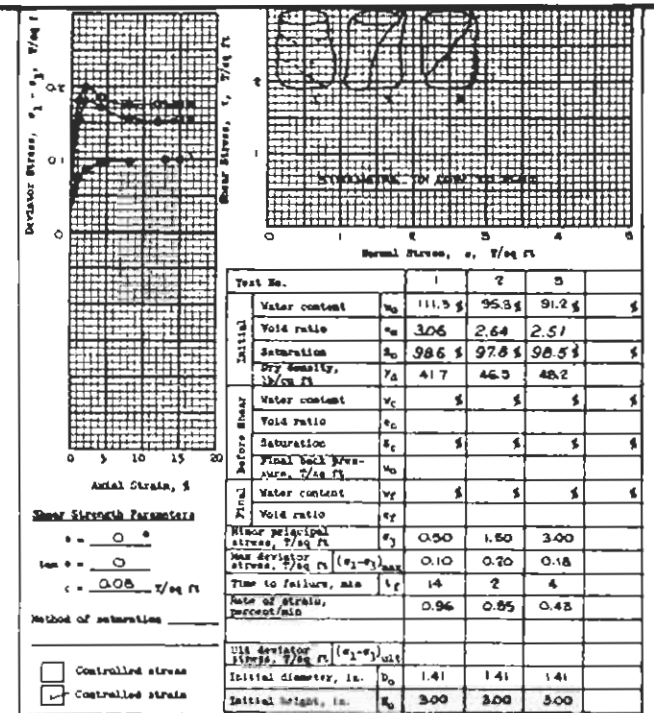 Deviator Stress, σ1 - σ3, T/sq ft
0.2
0.1
0
0 5 10 15 20
Axial Strain, %
Shear Stress, τ, T/sq ft
2
1
0 1 2 3 4 5 6
Normal Stress, σ, T/sq ft
Shear Strength Parameters
φ = 0 °
tan φ = 0
c = 0.08 T/sq ft
Method of saturation
Controlled stress
Controlled strain
Test No. 1 2 3
Initial
Water content w0 111.3 % 95.3 % 91.2 % %
Void ratio e0 3.06 2.64 2.51
Saturation S0 98.6 % 97.8 % 98.5 % %
Dry density, lb/cu ft γd 41.7 46.3 48.2
Before Shear
Water content wc % % % %
Void ratio ec
Saturation Sc % % % %
Final back pressure, T/sq ft u0
Final
Water content wf % % % %
Void ratio ef
Minor principal stress, T/sq ft σ3 0.50 1.50 3.00
Max deviator stress, T/sq ft (σ1-σ3)max 0.10 0.20 0.18
Time to failure, min tf 14 2 4
Rate of strain, percent/min 0.96 0.85 0.48
Ult deviator stress, T/sq ft (σ1-σ3)ult
Initial diameter, in. D0 1.41 1.41 1.41
Initial height, in. H0 3.00 3.00 3.00